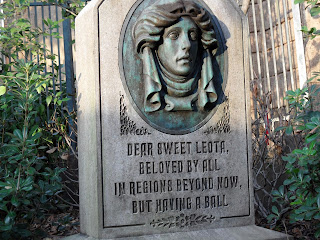 DEAR SWEET LEOTA,
BELOVED BY ALL
IN REGIONS BEYOND NOW,
BUT HAVING A BALL